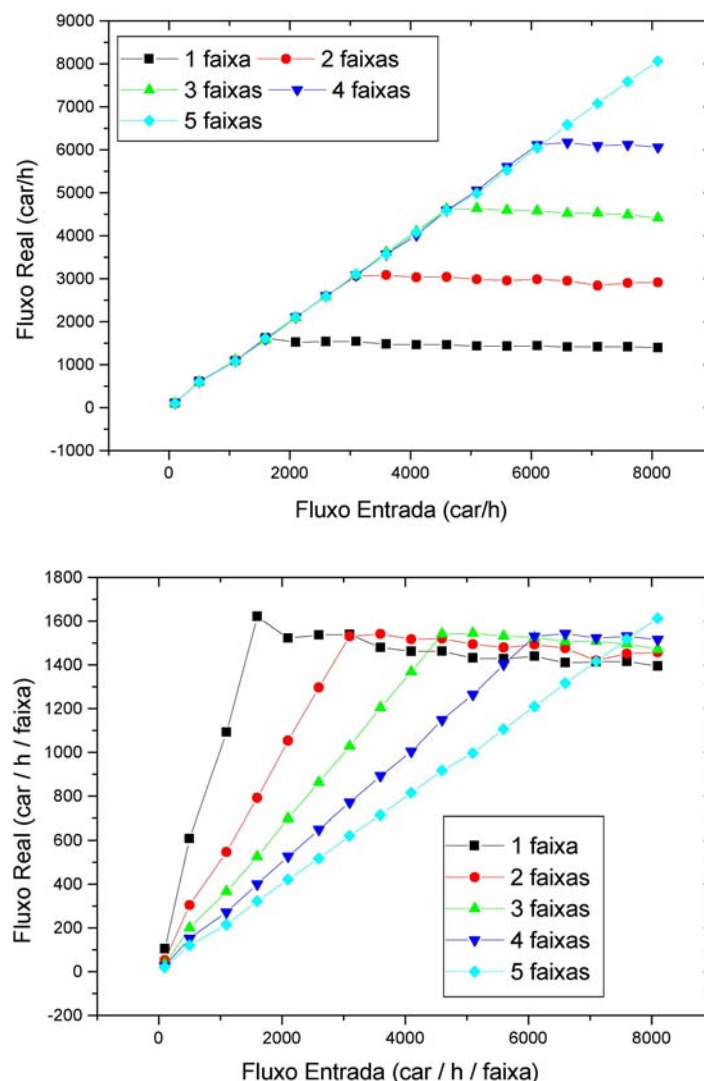 9000
8000
7000
6000
5000
4000
3000
2000
1000
0
-1000
Fluxo Real (car/h)
1 faixa 2 faixas
3 faixas 4 faixas
5 faixas
0 2000 4000 6000 8000
Fluxo Entrada (car/h)
1800
1600
1400
1200
1000
800
600
400
200
0
-200
Fluxo Real (car / h / faixa)
1 faixa
2 faixas
3 faixas
4 faixas
5 faixas
0 2000 4000 6000 8000
Fluxo Entrada (car / h / faixa)